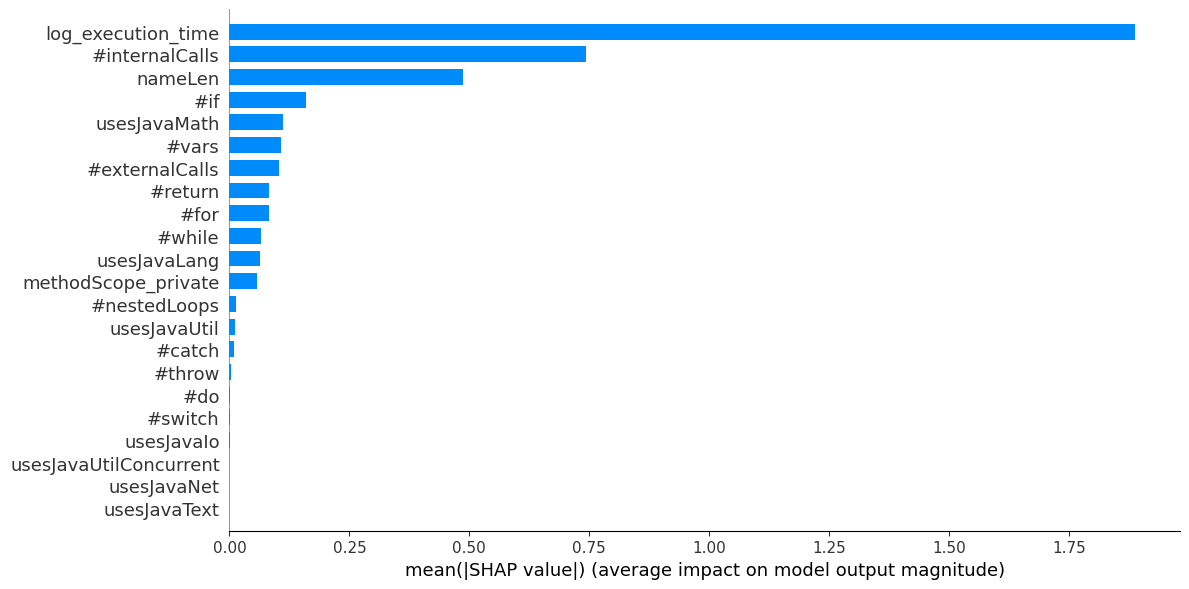 log_execution_time
#internalCalls
nameLen
#if
usesJavaMath
#vars
#externalCalls
#return
#for
#while
usesJavaLang
methodScope_private
#nestedLoops
usesJavaUtil
#catch
#throw
#do
#switch
usesJavaIo
usesJavaUtilConcurrent
usesJavaNet
usesJavaText
0.00 0.25 0.50 0.75 1.00 1.25 1.50 1.75
mean(|SHAP value|) (average impact on model output magnitude)